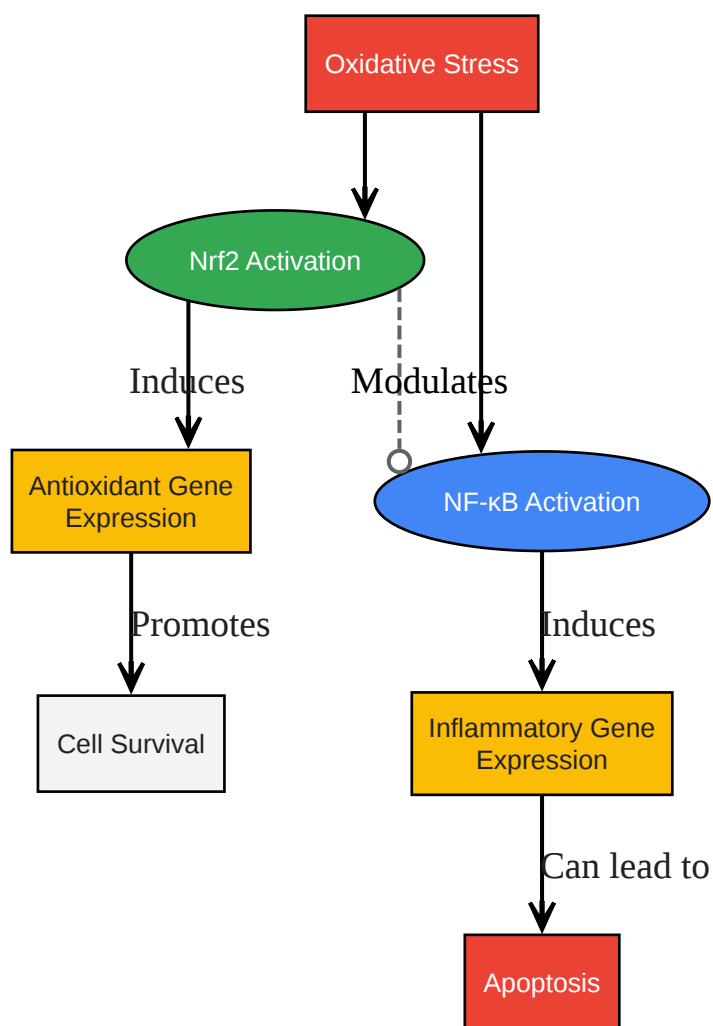 Oxidative Stress
Nrf2 Activation
Induces
Modulates
Antioxidant Gene
Expression
NF-κB Activation
Promotes
Induces
Cell Survival
Inflammatory Gene
Expression
Can lead to
Apoptosis